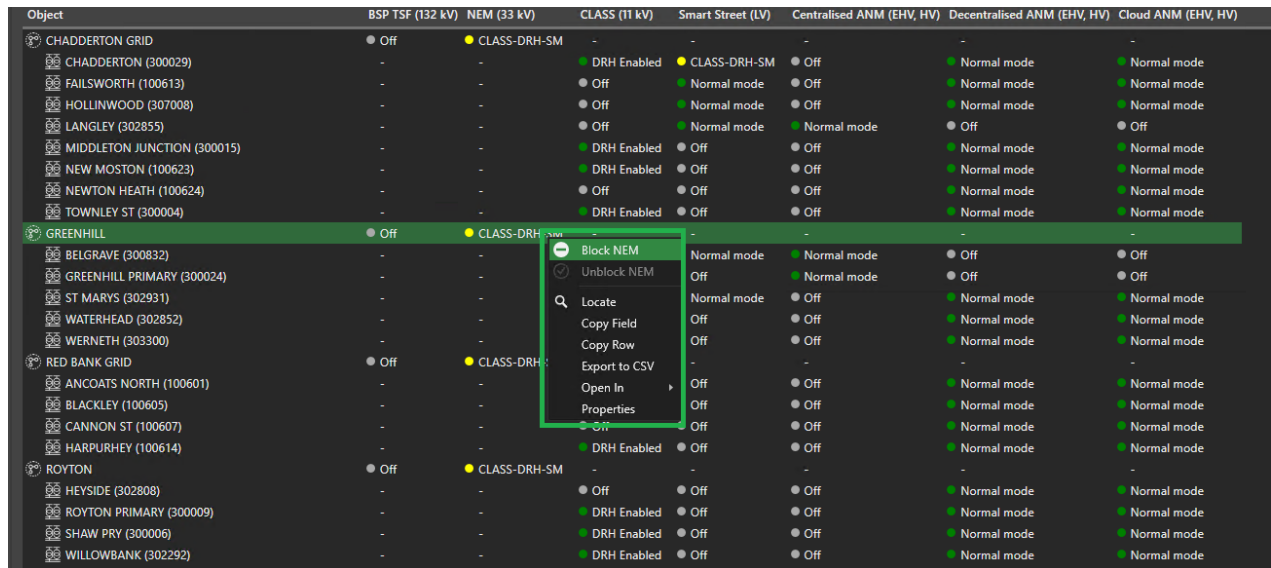 Object BSP TSF (132 kV) NEM (33 kV) CLASS (11 kV) Smart Street (LV) Centralised ANM (EHV, HV) Decentralised ANM (EHV, HV) Cloud ANM (EHV, HV)
CHADDERTON GRID Off CLASS-DRH-SM - - - - -
CHADDERTON (300029) - - DRH Enabled CLASS-DRH-SM Off Normal mode Normal mode
FAILSWORTH (100613) - - Off Normal mode Off Normal mode Normal mode
HOLLINWOOD (307008) - - Off Normal mode Off Normal mode Normal mode
LANGLEY (302855) - - Off Normal mode Normal mode Off Off
MIDDLETON JUNCTION (300015) - - DRH Enabled Off Off Normal mode Normal mode
NEW MOSTON (100623) - - DRH Enabled Off Off Normal mode Normal mode
NEWTON HEATH (100624) - - Off Off Off Normal mode Normal mode
TOWNLEY ST (300004) - - DRH Enabled Off Off Normal mode Normal mode
GREENHILL Off CLASS-DRH-SM - - - - -
BELGRAVE (300832) - - Block NEM Normal mode Normal mode Off Off
GREENHILL PRIMARY (300024) - - Unblock NEM Off Normal mode Off Off
ST MARYS (302931) - - Locate Normal mode Off Normal mode Normal mode
WATERHEAD (302852) - - Copy Field Off Off Normal mode Normal mode
WERNETH (303300) - - Copy Row Off Off Normal mode Normal mode
RED BANK GRID Off CLASS-DRH- Export to CSV - - -
ANCOATS NORTH (100601) - - Open In Off Off Normal mode Normal mode
BLACKLEY (100605) - - Properties Off Off Normal mode Normal mode
CANNON ST (100607) - - Off Off Off Normal mode Normal mode
HARPURHEY (100614) - - DRH Enabled Off Off Normal mode Normal mode
ROYTON Off CLASS-DRH-SM - - - - -
HEYSIDE (302808) - - Off Off Off Normal mode Normal mode
ROYTON PRIMARY (300009) - - DRH Enabled Off Off Normal mode Normal mode
SHAW PRY (300006) - - DRH Enabled Off Off Normal mode Normal mode
WILLOWBANK (302292) - - DRH Enabled Off Off Normal mode Normal mode